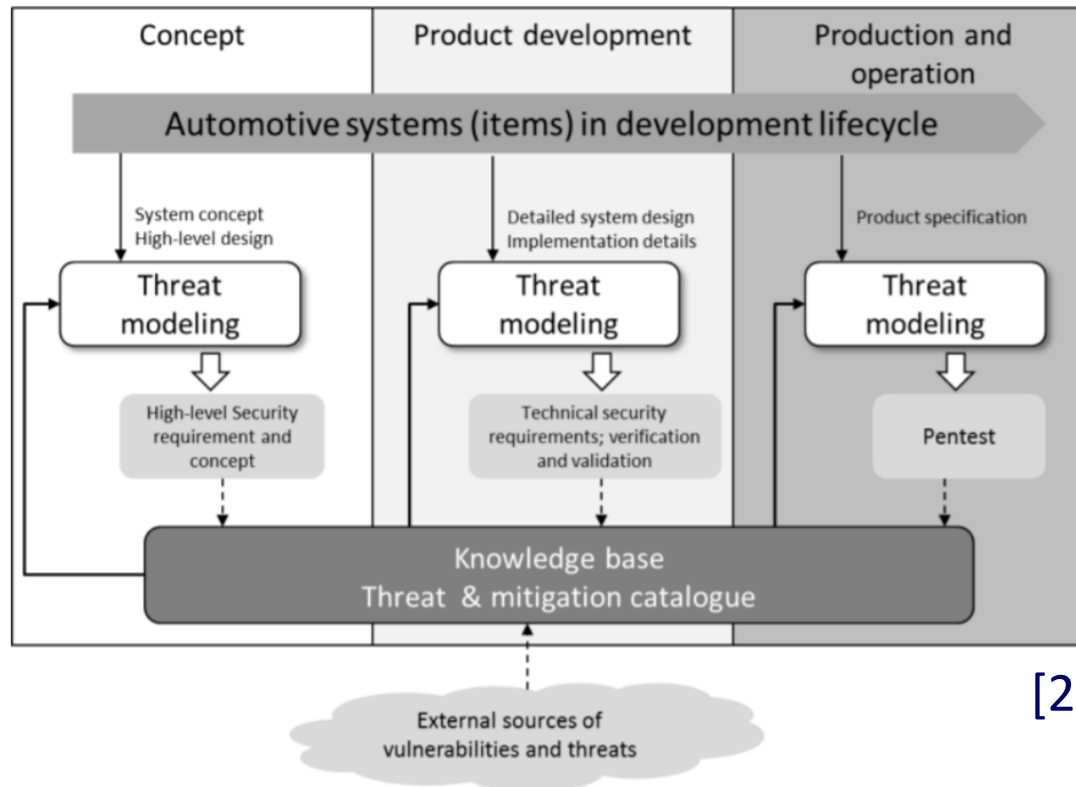 Concept
Product development
Production and
operation
Automotive systems (items) in development lifecycle
System concept
High-level design
Detailed system design
Implementation details
Product specification
Threat
modeling
Threat
modeling
Threat
modeling
High-level Security
requirement and
concept
Technical security
requirements; verification
and validation
Pentest
Knowledge base
Threat & mitigation catalogue
External sources of
vulnerabilities and threats
[2